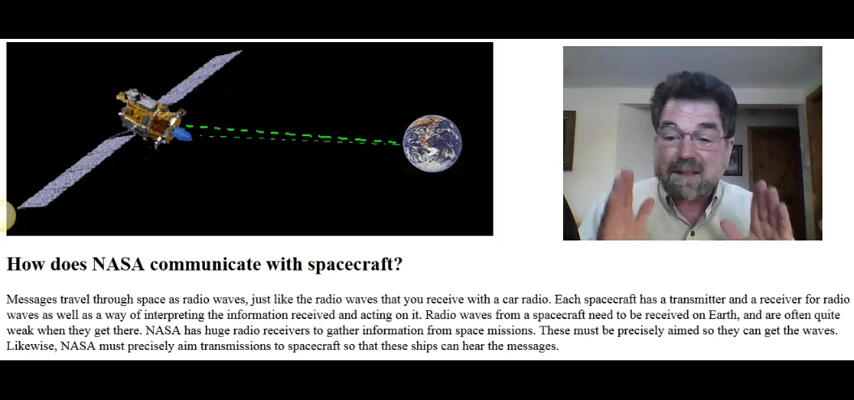 How does NASA communicate with spacecraft?
Messages travel through space as radio waves, just like the radio waves that you receive with a car radio. Each spacecraft has a transmitter and a receiver for radio
waves as well as a way of interpreting the information received and acting on it. Radio waves from a spacecraft need to be received on Earth, and are often quite
weak when they get there. NASA has huge radio receivers to gather information from space missions. These must be precisely aimed so they can get the waves.
Likewise, NASA must precisely aim transmissions to spacecraft so that these ships can hear the messages.